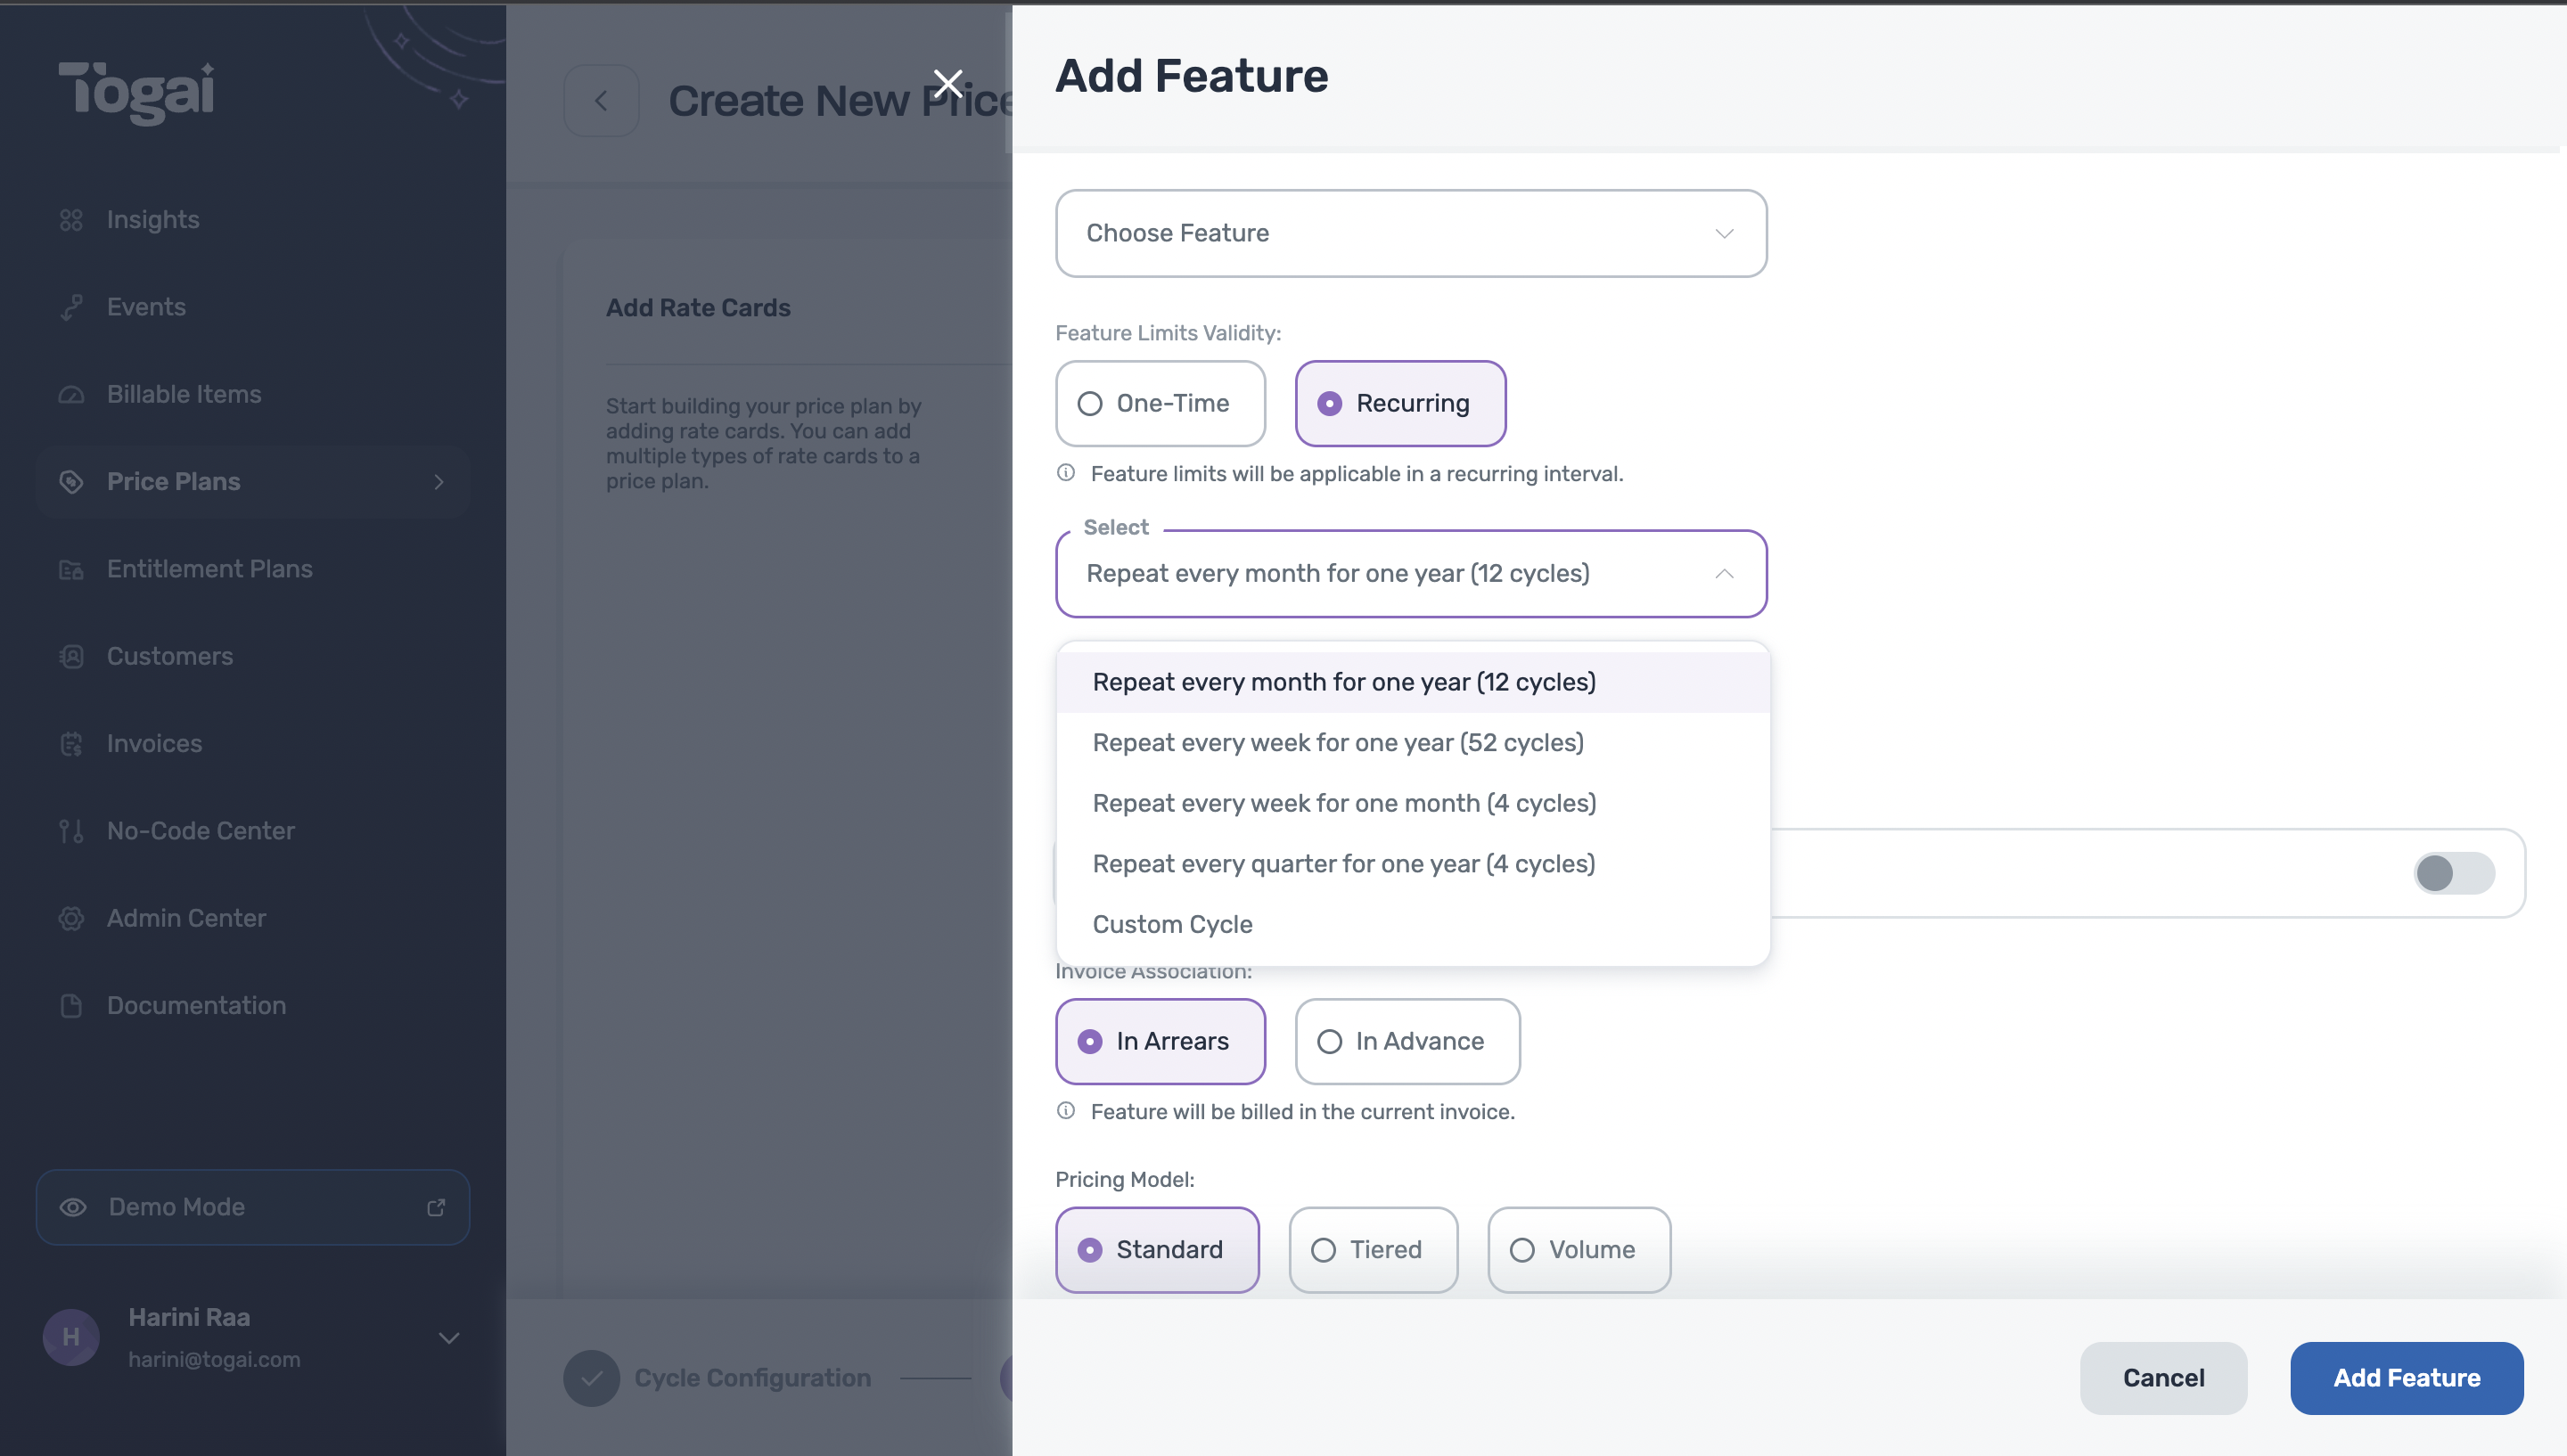 Togai
Insights
Events
Billable Items
Price Plans
Entitlement Plans
Customers
Invoices
No-Code Center
Admin Center
Documentation
Demo Mode
H
Harini Raa
harini@togai.com
Create New Price
Add Rate Cards
Start building your price plan by
adding rate cards. You can add
multiple types of rate cards to a
price plan.
Cycle Configuration
Add Feature
Choose Feature
Feature Limits Validity:
One-Time
Recurring
Feature limits will be applicable in a recurring interval.
Select
Repeat every month for one year (12 cycles)
Repeat every month for one year (12 cycles)
Repeat every week for one year (52 cycles)
Repeat every week for one month (4 cycles)
Repeat every quarter for one year (4 cycles)
Custom Cycle
Invoice Association:
In Arrears
In Advance
Feature will be billed in the current invoice.
Pricing Model:
Standard
Tiered
Volume
Cancel
Add Feature